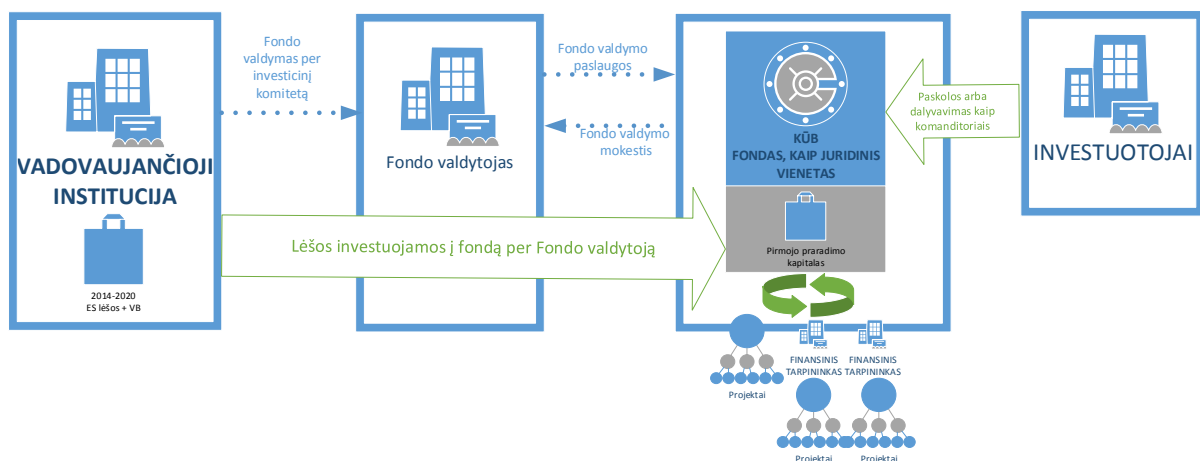 VADOVAUJANČIOJI
INSTITUCIJA
2014-2020
ES lėšos + VB
Fondo
valdymas per
investicinį
komitetą
Fondo valdytojas
Fondo valdymo
paslaugos
Fondo valdymo
mokestis
Lėšos investuojamos į fondą per Fondo valdytoją
KŪB
FONDAS, KAIP JURIDINIS
VIENETAS
Pirmojo praradimo
kapitalas
Paskolos arba
dalyvavimas kaip
komanditoriais
INVESTUOTOJAI
Projektai
FINANSINIS
TARPININKAS
Projektai
FINANSINIS
TARPININKAS
Projektai